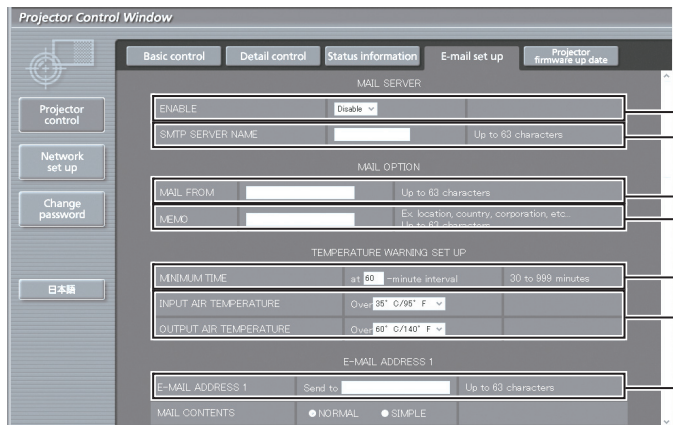 Projector Control Window
Basic control
Detail control
Status information
E-mail set up
Projector
firmware up date
Projector
control
Network
set up
Change
password
日本語
MAIL SERVER
ENABLE Disable
SMTP SERVER NAME Up to 63 characters
MAIL OPTION
MAIL FROM Up to 63 characters
MEMO Ex. location, country, corporation, etc...
Up to 63 characters
TEMPERATURE WARNING SET UP
MINIMUM TIME at 60 -minute interval 30 to 999 minutes
INPUT AIR TEMPERATURE Over 35° C/95° F
OUTPUT AIR TEMPERATURE Over 60° C/140° F
E-MAIL ADDRESS 1
E-MAIL ADDRESS 1 Send to Up to 63 characters
MAIL CONTENTS NORMAL SIMPLE